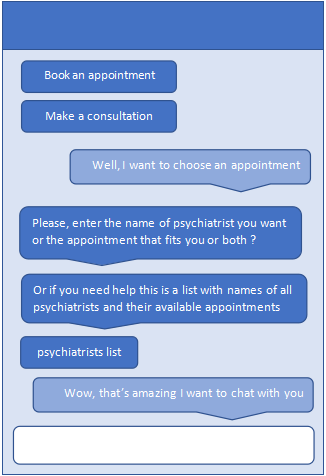 Book an appointment
Make a consultation
Well, I want to choose an appointment
Please, enter the name of psychiatrist you want
or the appointment that fits you or both ?
Or if you need help this is a list with names of all
psychiatrists and their available appointments
psychiatrists list
Wow, that's amazing I want to chat with you